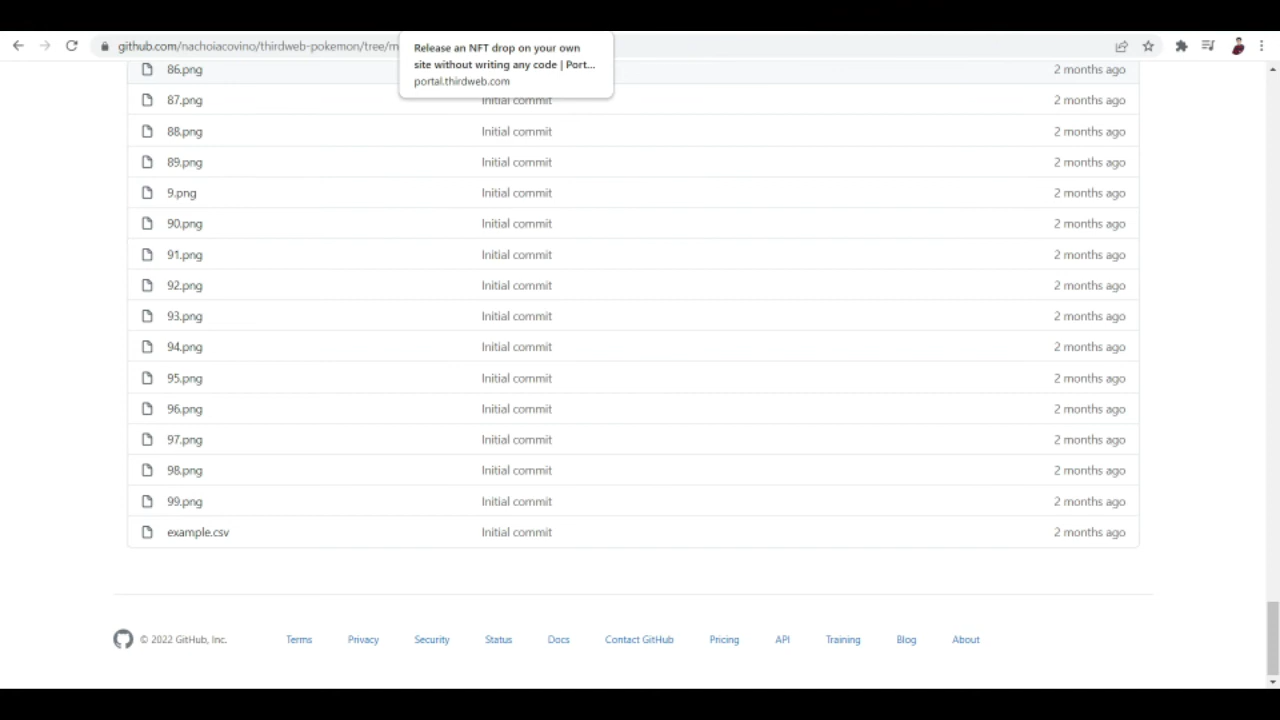 github.com/nachoiacovino/thirdweb-pokemon/tree/m
Release an NFT drop on your own
site without writing any code | Port...
portal.thirdweb.com
86.png 2 months ago
87.png Initial commit 2 months ago
88.png Initial commit 2 months ago
89.png Initial commit 2 months ago
9.png Initial commit 2 months ago
90.png Initial commit 2 months ago
91.png Initial commit 2 months ago
92.png Initial commit 2 months ago
93.png Initial commit 2 months ago
94.png Initial commit 2 months ago
95.png Initial commit 2 months ago
96.png Initial commit 2 months ago
97.png Initial commit 2 months ago
98.png Initial commit 2 months ago
99.png Initial commit 2 months ago
example.csv Initial commit 2 months ago
© 2022 GitHub, Inc. Terms Privacy Security Status Docs Contact GitHub Pricing API Training Blog About